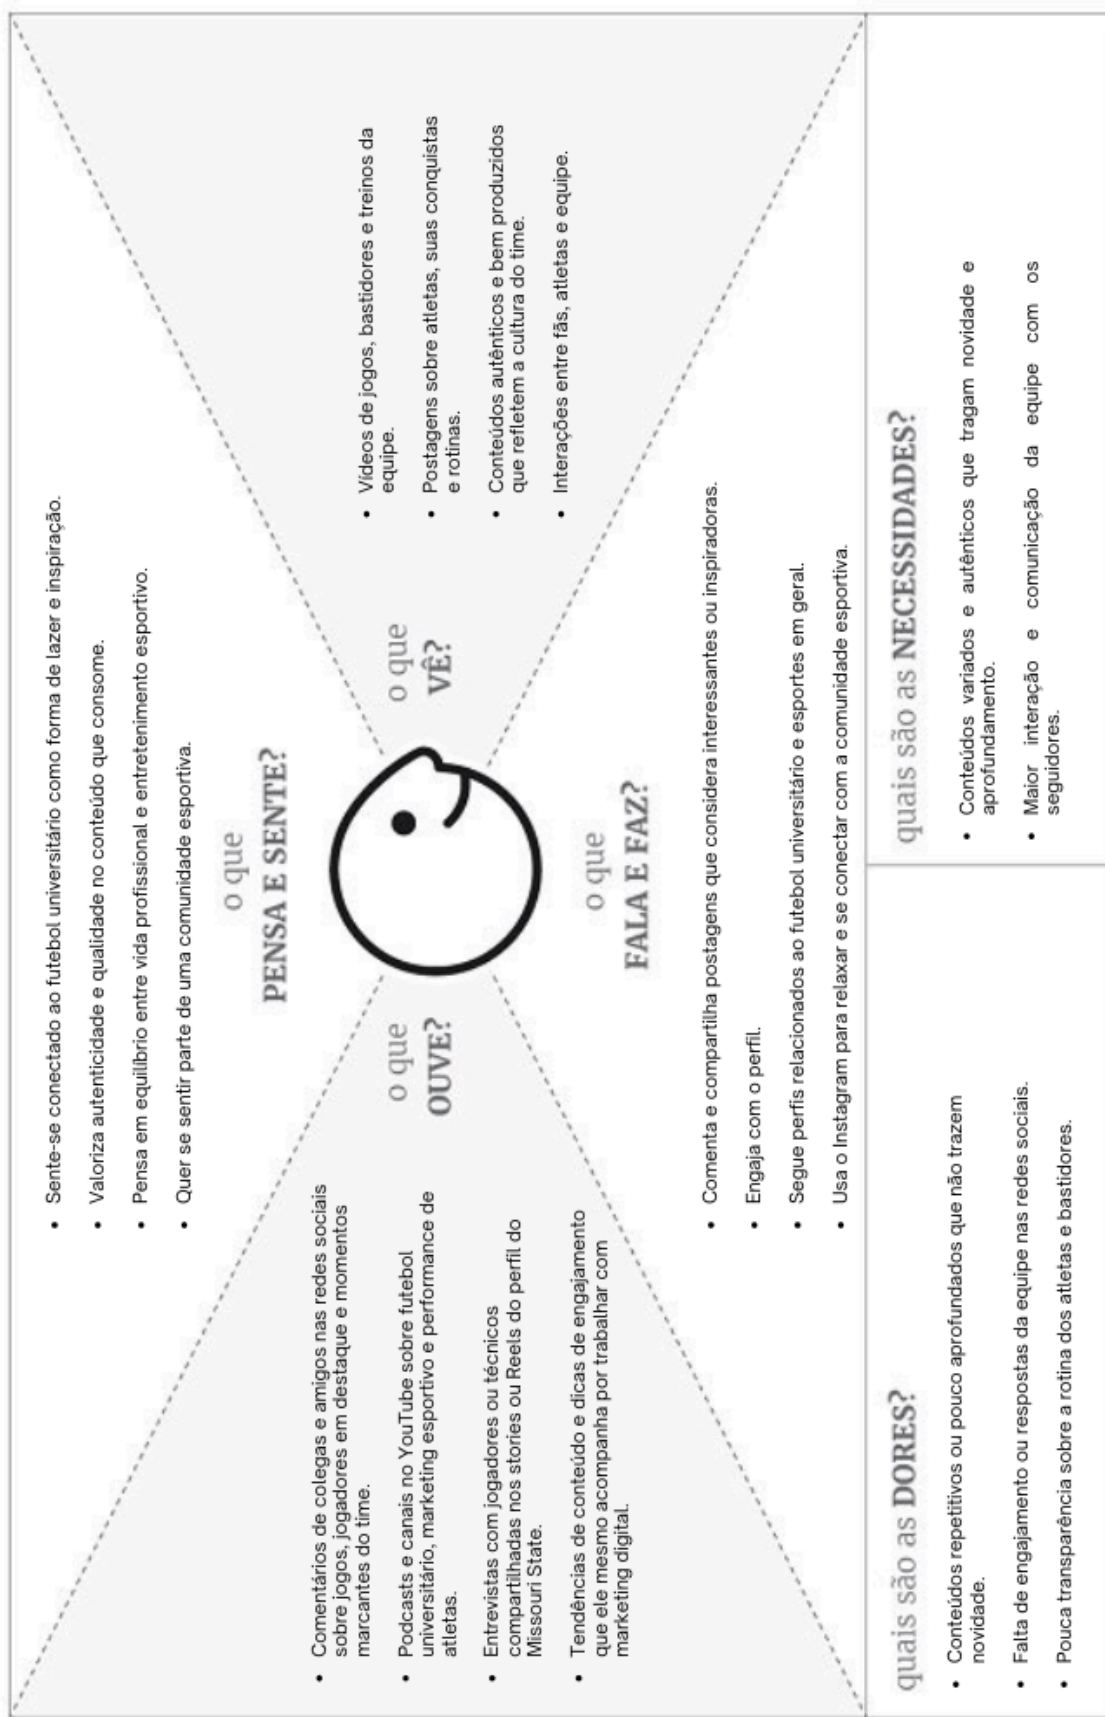 • Sente-se conectado ao futebol universitário como forma de lazer e inspiração.
• Valoriza autenticidade e qualidade no conteúdo que consome.
• Pensa em equilíbrio entre vida profissional e entretenimento esportivo.
• Quer se sentir parte de uma comunidade esportiva.
o que
PENSA E SENTE?
• Comentários de colegas e amigos nas redes sociais
sobre jogos, jogadores em destaque e momentos
marcantes do time.
• Podcasts e canais no YouTube sobre futebol
universitário, marketing esportivo e performance de
atletas.
• Entrevistas com jogadores ou técnicos
compartilhadas nos stories ou Reels do perfil do
Missouri State.
• Tendências de conteúdo e dicas de engajamento
que ele mesmo acompanha por trabalhar com
marketing digital.
o que
OUVE?
o que
VÊ?
• Vídeos de jogos, bastidores e treinos da
equipe.
• Postagens sobre atletas, suas conquistas
e rotinas.
• Conteúdos autênticos e bem produzidos
que refletem a cultura do time.
• Interações entre fãs, atletas e equipe.
o que
FALA E FAZ?
• Comenta e compartilha postagens que considera interessantes ou inspiradoras.
• Engaja com o perfil.
• Segue perfis relacionados ao futebol universitário e esportes em geral.
• Usa o Instagram para relaxar e se conectar com a comunidade esportiva.
quais são as DORES?
• Conteúdos repetitivos ou pouco aprofundados que não trazem
novidade.
• Falta de engajamento ou respostas da equipe nas redes sociais.
• Pouca transparência sobre a rotina dos atletas e bastidores.
quais são as NECESSIDADES?
• Conteúdos variados e autênticos que tragam novidade e
aprofundamento.
• Maior interação e comunicação da equipe com os
seguidores.